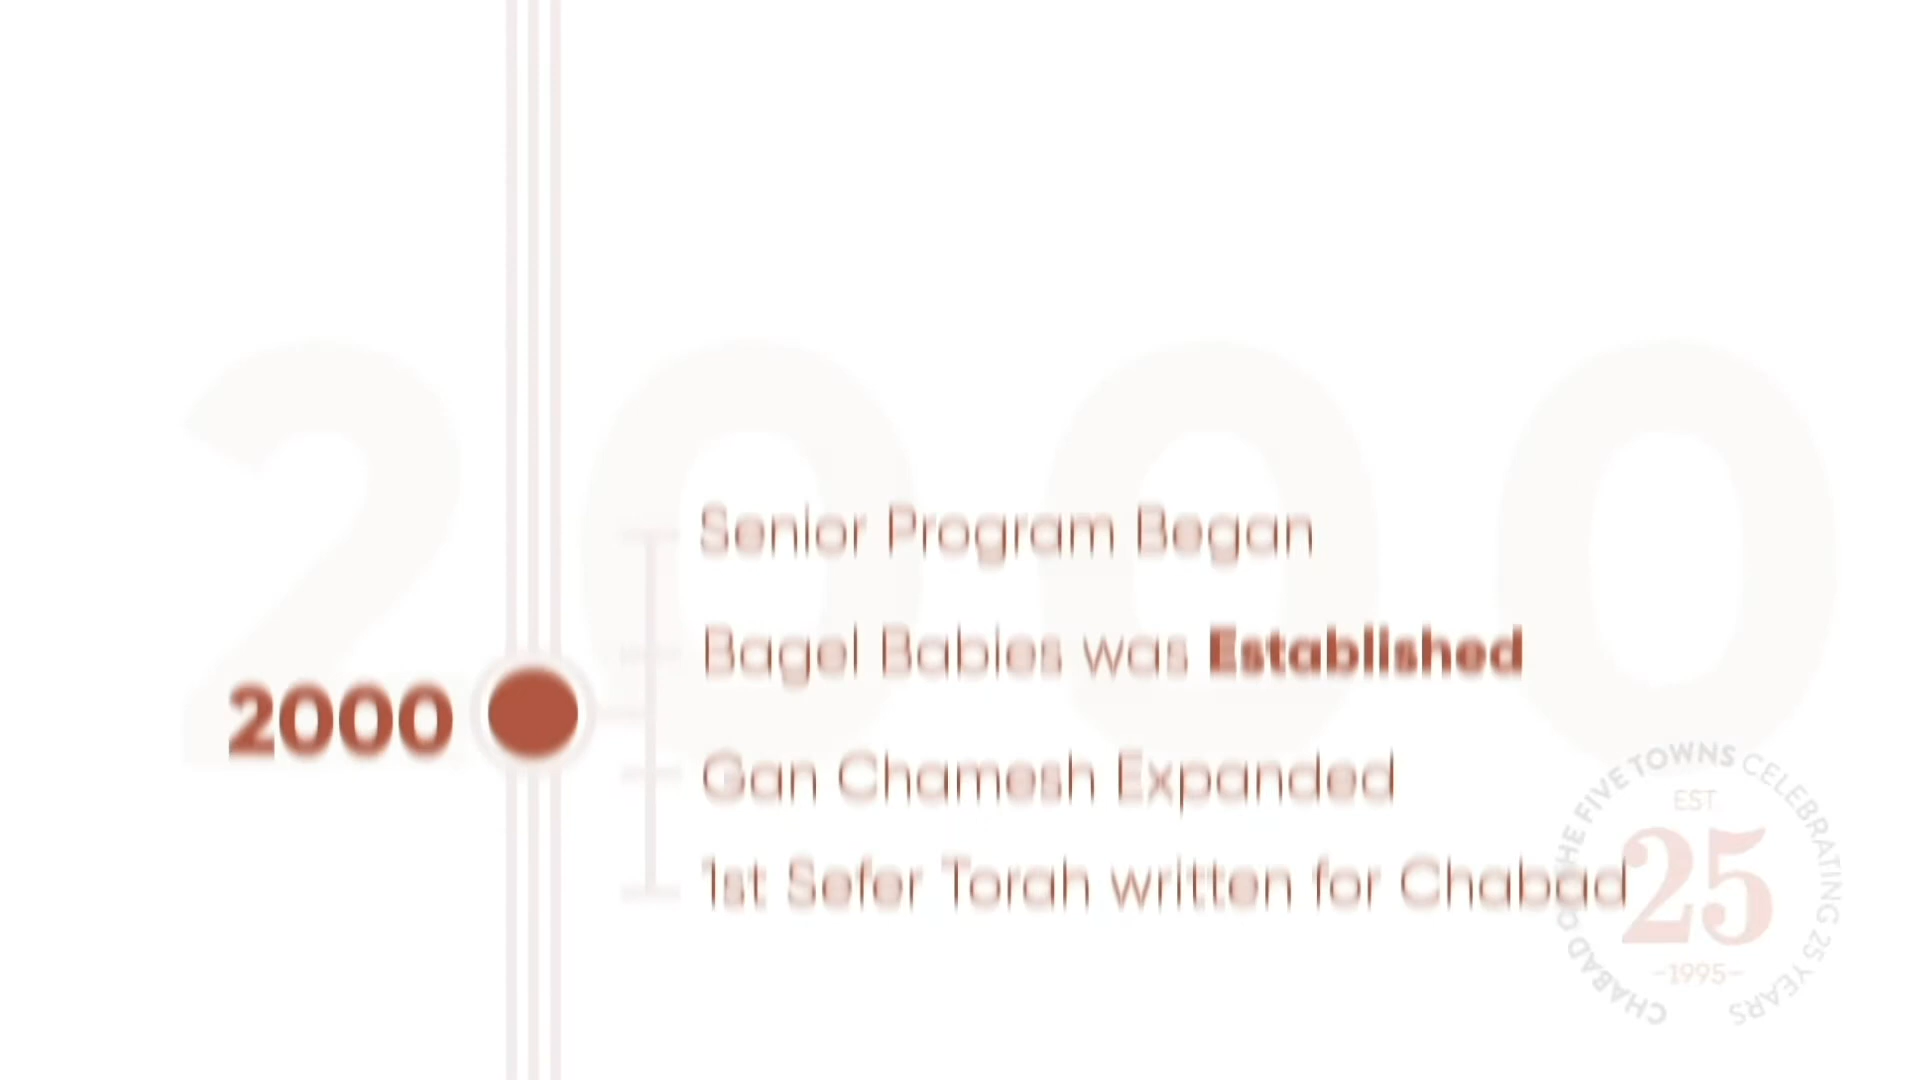 2000
2000
Senior Program Began
Bagel Babies was Established
Gan Chamesh Expanded
1st Sefer Torah written for Chabad
CHABAD OF THE FIVE TOWNS CELEBRATING 25 YEARS
EST
25
-1995-